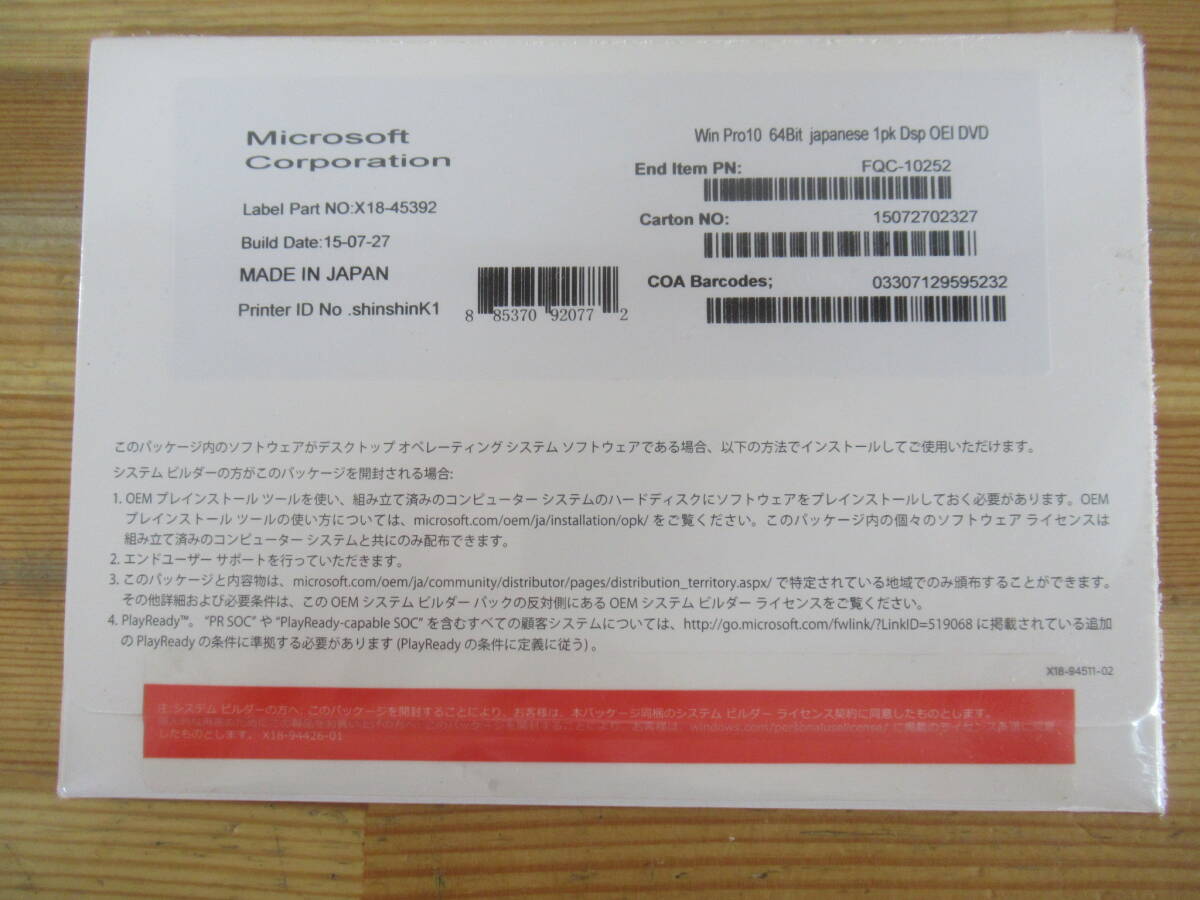 Microsoft
Corporation
Label Part NO:X18-45392
Build Date:15-07-27
MADE IN JAPAN
Printer ID No .shinshinK1
8 85370 92077 2
Win Pro10 64Bit japanese 1pk Dsp OEI DVD
End Item PN: FQC-10252
Carton NO: 15072702327
COA Barcodes; 03307129595232
このパッケージ内のソフトウェアがデスクトップ オペレーティング システム ソフトウェアである場合、以下の方法でインストールしてご使用いただけます。
システム ビルダーの方がこのパッケージを開封される場合:
1. OEM プレインストール ツールを使い、組み立て済みのコンピューター システムのハードディスクにソフトウェアをプレインストールしておく必要があります。OEM
プレインストール ツールの使い方については、microsoft.com/oem/ja/installation/opk/ をご覧ください。このパッケージ内の個々のソフトウェア ライセンスは
組み立て済みのコンピューター システムと共にのみ配布できます。
2. エンドユーザー サポートを行っていただきます。
3. このパッケージと内容物は、microsoft.com/oem/ja/community/distributor/pages/distribution_territory.aspx/ で特定されている地域でのみ頒布することができます。
その他詳細および必要条件は、この OEM システム ビルダー パックの反対側にある OEM システム ビルダー ライセンスをご覧ください。
4. PlayReady™。 “PR SOC” や “PlayReady-capable SOC” を含むすべての顧客システムについては、http://go.microsoft.com/fwlink/?LinkID=519068 に掲載されている追加
の PlayReady の条件に準拠する必要があります (PlayReady の条件に定義に従う) 。
X18-94511-02
注: システム ビルダーの方へ: このパッケージを開封することにより、お客様は、本パッケージ同梱のシステム ビルダー ライセンス契約に同意したものとします。
お客様は、windows.com/personaluselicense/ に掲載のライセンス条項に同意
したものとします。 X18-94426-01